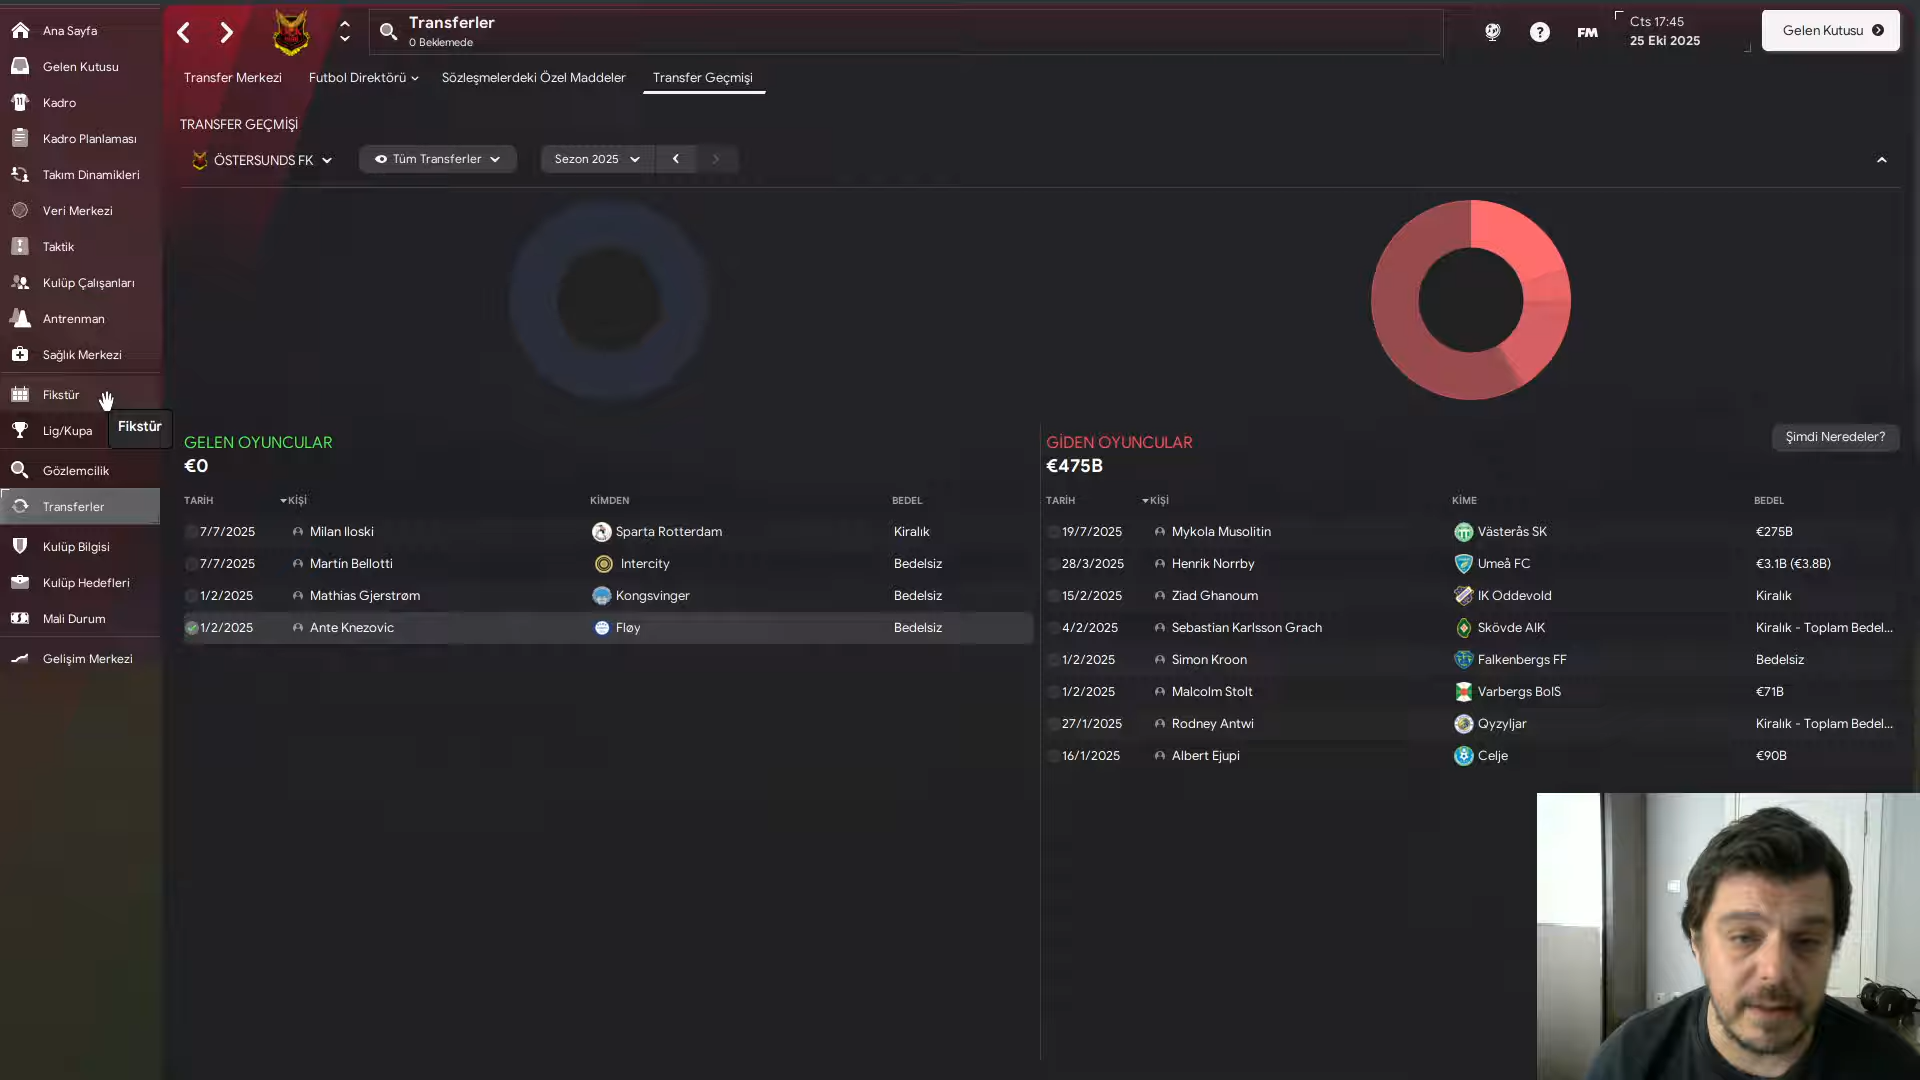 Ana Sayfa
Gelen Kutusu
Kadro
Kadro Planlaması
Takım Dinamikleri
Veri Merkezi
Taktik
Kulüp Çalışanları
Antrenman
Sağlık Merkezi
Fikstür
Lig/Kupa
Fikstür
Gözlemcilik
Transferler
Kulüp Bilgisi
Kulüp Hedefleri
Mali Durum
Gelişim Merkezi
Transferler
0 Beklemede
FM
Cts 17:45
25 Eki 2025
Gelen Kutusu
Transfer Merkezi Futbol Direktörü Sözleşmelerdeki Özel Maddeler Transfer Geçmişi
TRANSFER GEÇMİŞİ
ÖSTERSUNDS FK Tüm Transferler Sezon 2025
GELEN OYUNCULAR
€0
TARİH KİŞİ KİMDEN BEDEL
7/7/2025 Milan Iloski Sparta Rotterdam Kiralık
7/7/2025 Martin Bellotti Intercity Bedelsiz
1/2/2025 Mathias Gjerstrøm Kongsvinger Bedelsiz
1/2/2025 Ante Knezovic Fløy Bedelsiz
GİDEN OYUNCULAR
Şimdi Neredeler?
€475B
TARİH KİŞİ KİME BEDEL
19/7/2025 Mykola Musolitin Västerås SK €275B
28/3/2025 Henrik Norrby Umeå FC €3.1B (€3.8B)
15/2/2025 Ziad Ghanoum IK Oddevold Kiralık
4/2/2025 Sebastian Karlsson Grach Skövde AIK Kiralık - Toplam Bedel...
1/2/2025 Simon Kroon Falkenbergs FF Bedelsiz
1/2/2025 Malcolm Stolt Varbergs BoIS €71B
27/1/2025 Rodney Antwi Qyzyljar Kiralık - Toplam Bedel...
16/1/2025 Albert Ejupi Celje €90B